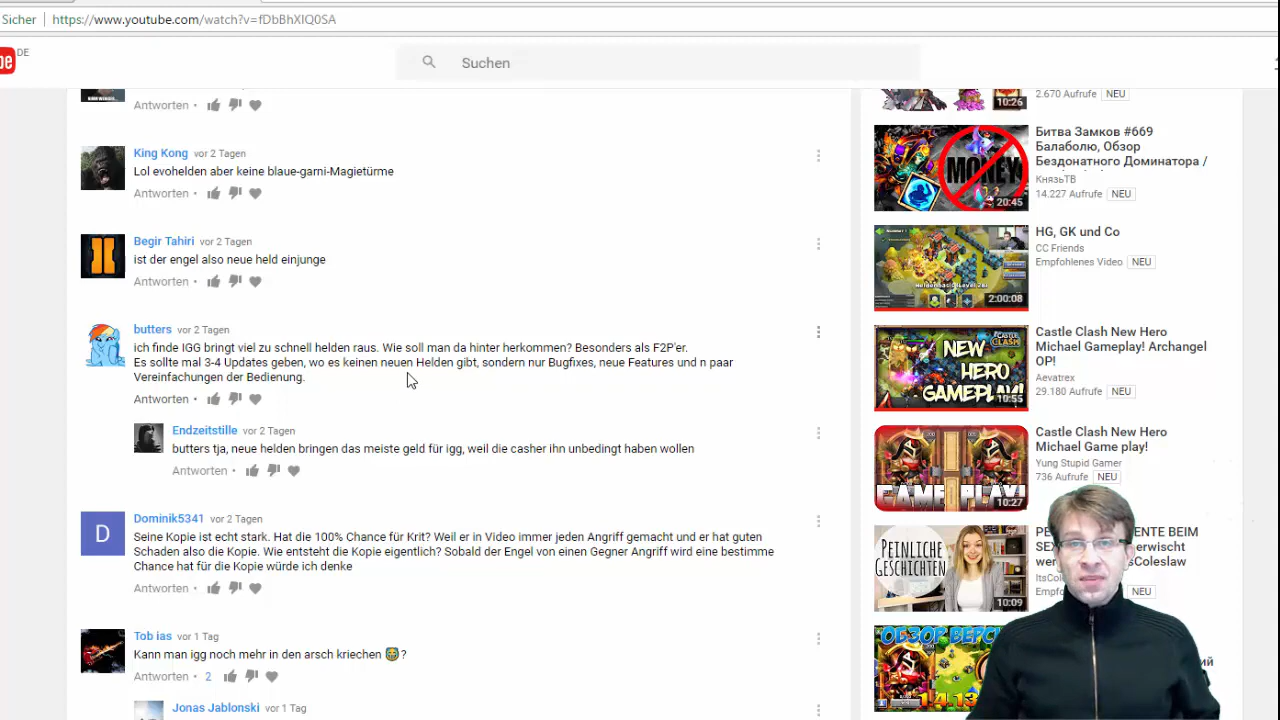 Sicher https://www.youtube.com/watch?v=fDbBhXIQ0SA
DE
Suchen
Antworten
King Kong vor 2 Tagen
Lol evohelden aber keine blaue-garni-Magietürme
Antworten
Begir Tahiri vor 2 Tagen
ist der engel also neue held einjunge
Antworten
butters vor 2 Tagen
ich finde IGG bringt viel zu schnell helden raus. Wie soll man da hinter herkommen? Besonders als F2P'er.
Es sollte mal 3-4 Updates geben, wo es keinen neuen Helden gibt, sondern nur Bugfixes, neue Features und n paar
Vereinfachungen der Bedienung.
Antworten
Endzeitstille vor 2 Tagen
butters tja, neue helden bringen das meiste geld für igg, weil die casher ihn unbedingt haben wollen
Antworten
D
Dominik5341 vor 2 Tagen
Seine Kopie ist echt stark. Hat die 100% Chance für Krit? Weil er in Video immer jeden Angriff gemacht und er hat guten
Schaden also die Kopie. Wie entsteht die Kopie eigentlich? Sobald der Engel von einen Gegner Angriff wird eine bestimme
Chance hat für die Kopie würde ich denke
Antworten
Tob ias vor 1 Tag
Kann man igg noch mehr in den arsch kriechen 🤓?
Antworten 2
Jonas Jablonski vor 1 Tag
10:26
2.670 Aufrufe NEU
MONEY
20:45
Битва Замков #669
Балаболю, Обзор
Бездонатного Доминатора /
КнязьТВ
14.227 Aufrufe NEU
2:00:08
HG, GK und Co
CC Friends
Empfohlenes Video NEU
CASTLE CLASH
NEW
HERO
GAMEPLAY!
10:55
Castle Clash New Hero
Michael Gameplay! Archangel
OP!
Aevatrex
29.180 Aufrufe NEU
GAMEPLAY!
10:27
Castle Clash New Hero
Michael Game play!
Yung Stupid Gamer
736 Aufrufe NEU
PEINLICHE
GESCHICHTEN
10:09
NEU
ОБЗОР
14.13